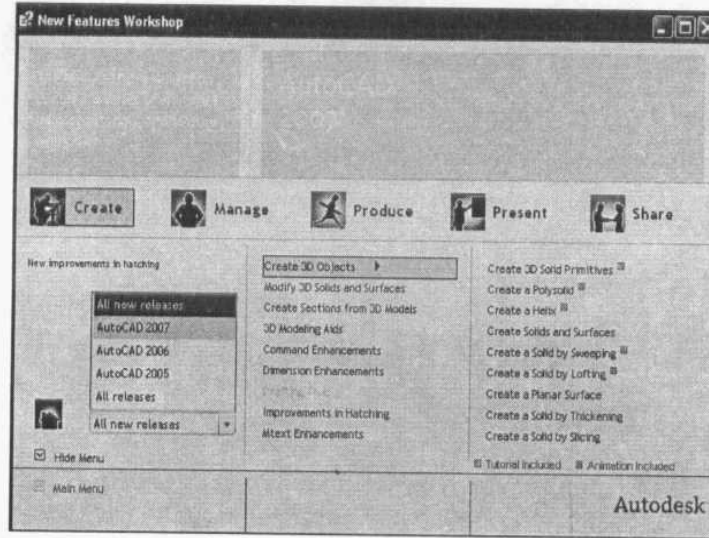 New Features Workshop
AutoCAD
2007
Create
Manage
Produce
Present
Share
New improvements in hatching
All new releases
AutoCAD 2007
AutoCAD 2006
AutoCAD 2005
All releases
All new releases
Hide Menu
Main Menu
Create 3D Objects
Modify 3D Solids and Surfaces
Create Sections from 3D Models
3D Modeling Aids
Command Enhancements
Dimension Enhancements
Improvements in Hatching
Mtext Enhancements
Create 3D Solid Primitives
Create a Polysolid
Create a Helix
Create Solids and Surfaces
Create a Solid by Sweeping
Create a Solid by Lofting
Create a Planar Surface
Create a Solid by Thickening
Create a Solid by Slicing
Tutorial Included
Animation Included
Autodesk